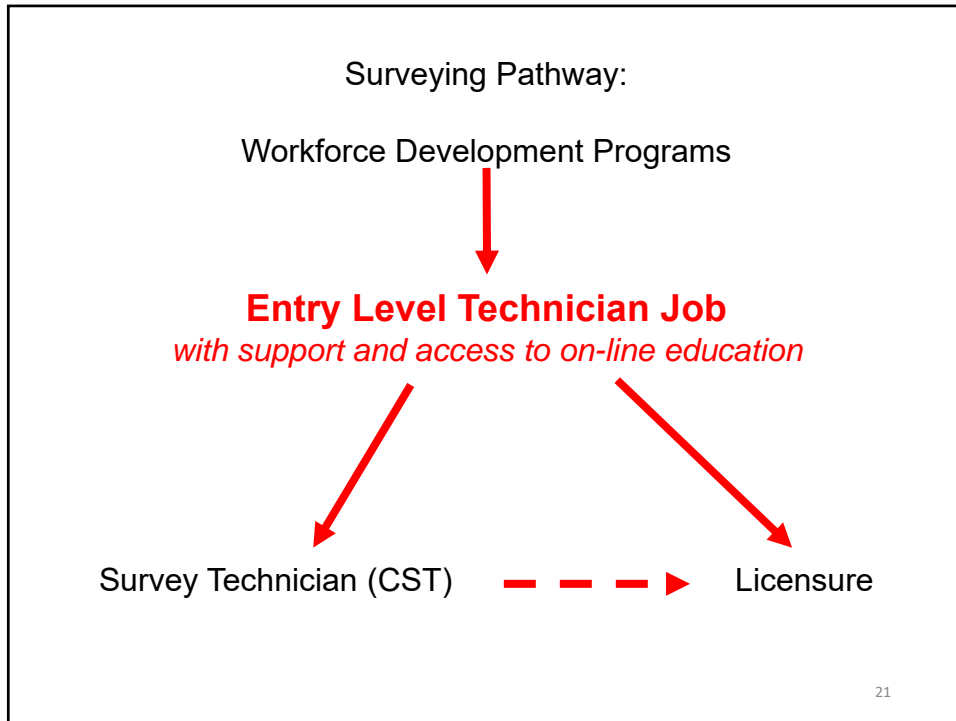 Surveying Pathway:
Workforce Development Programs
Entry Level Technician Job
with support and access to on-line education
Survey Technician (CST)
Licensure
21